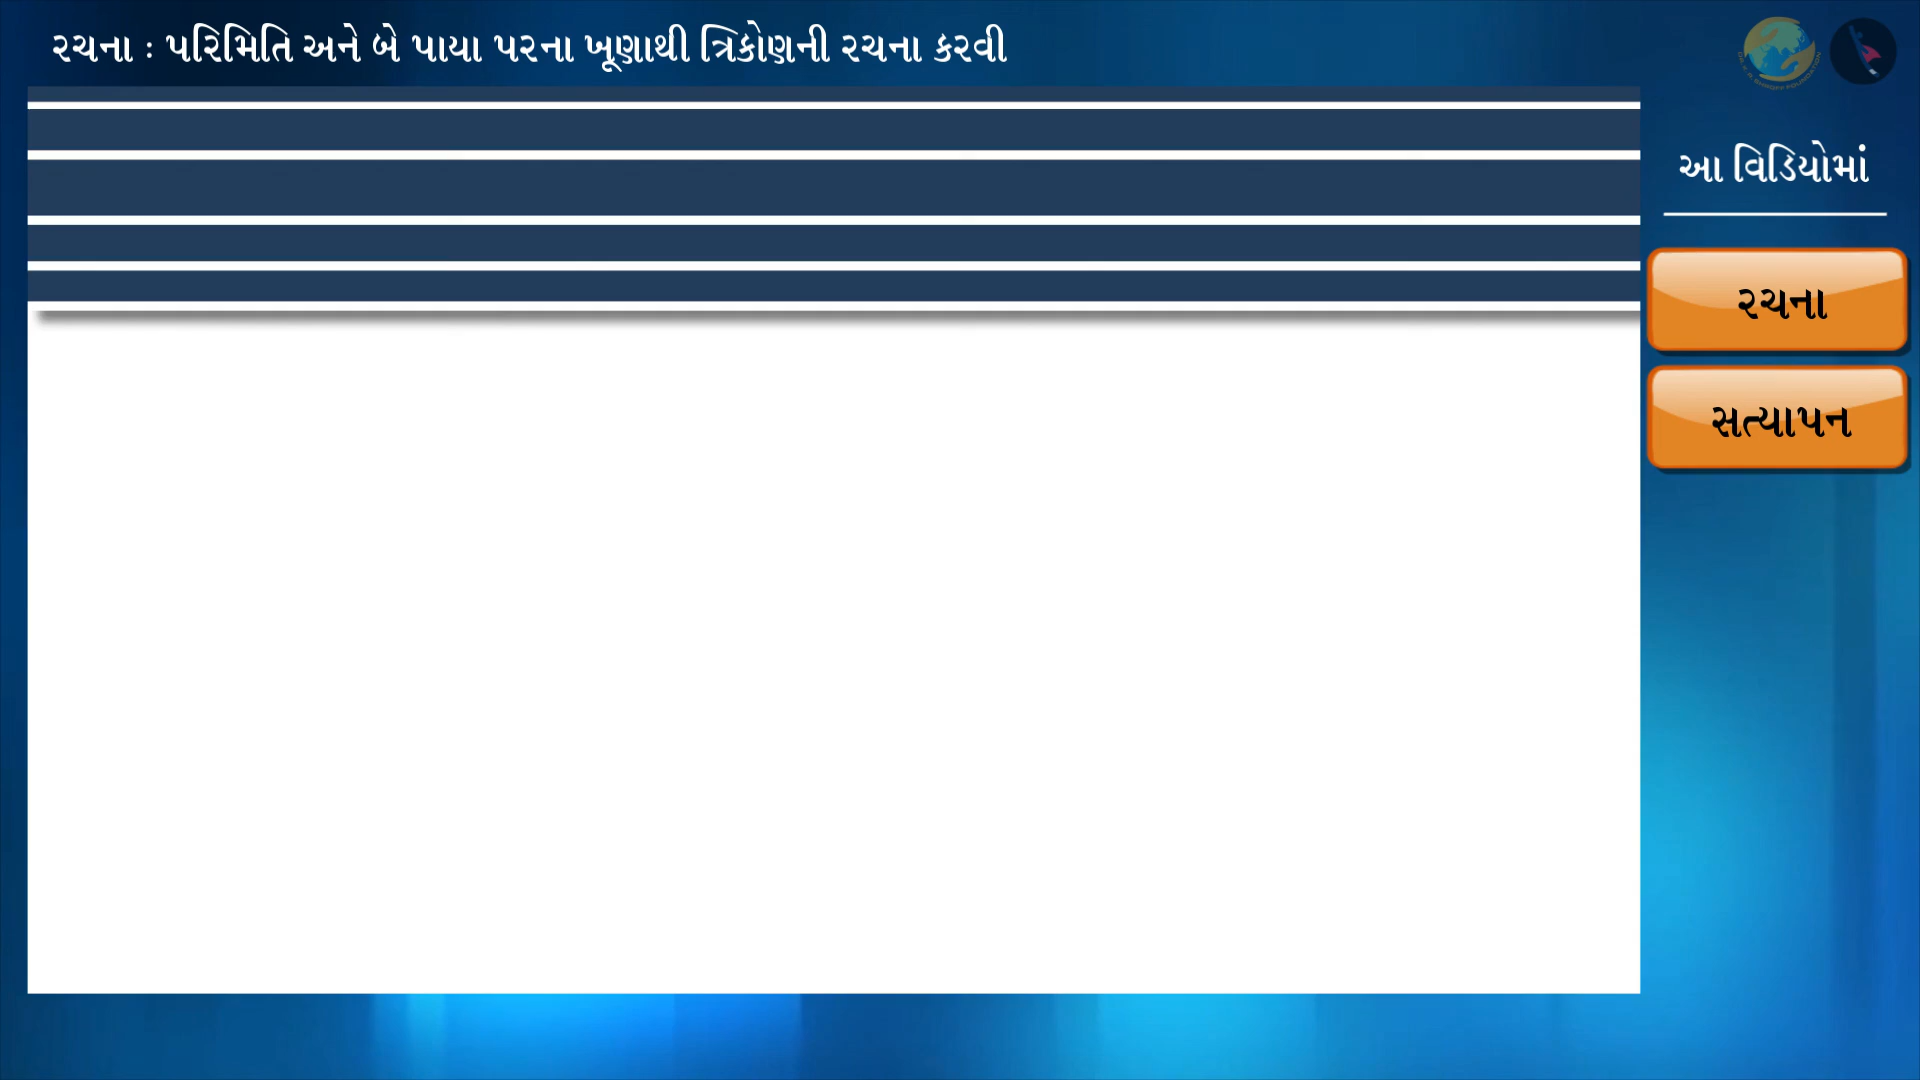 રચના : પરિમિતિ અને બે પાયા પરના ખૂણાથી ત્રિકોણની રચના કરવી
આ વિડિયોમાં
રચના
સત્યાપન